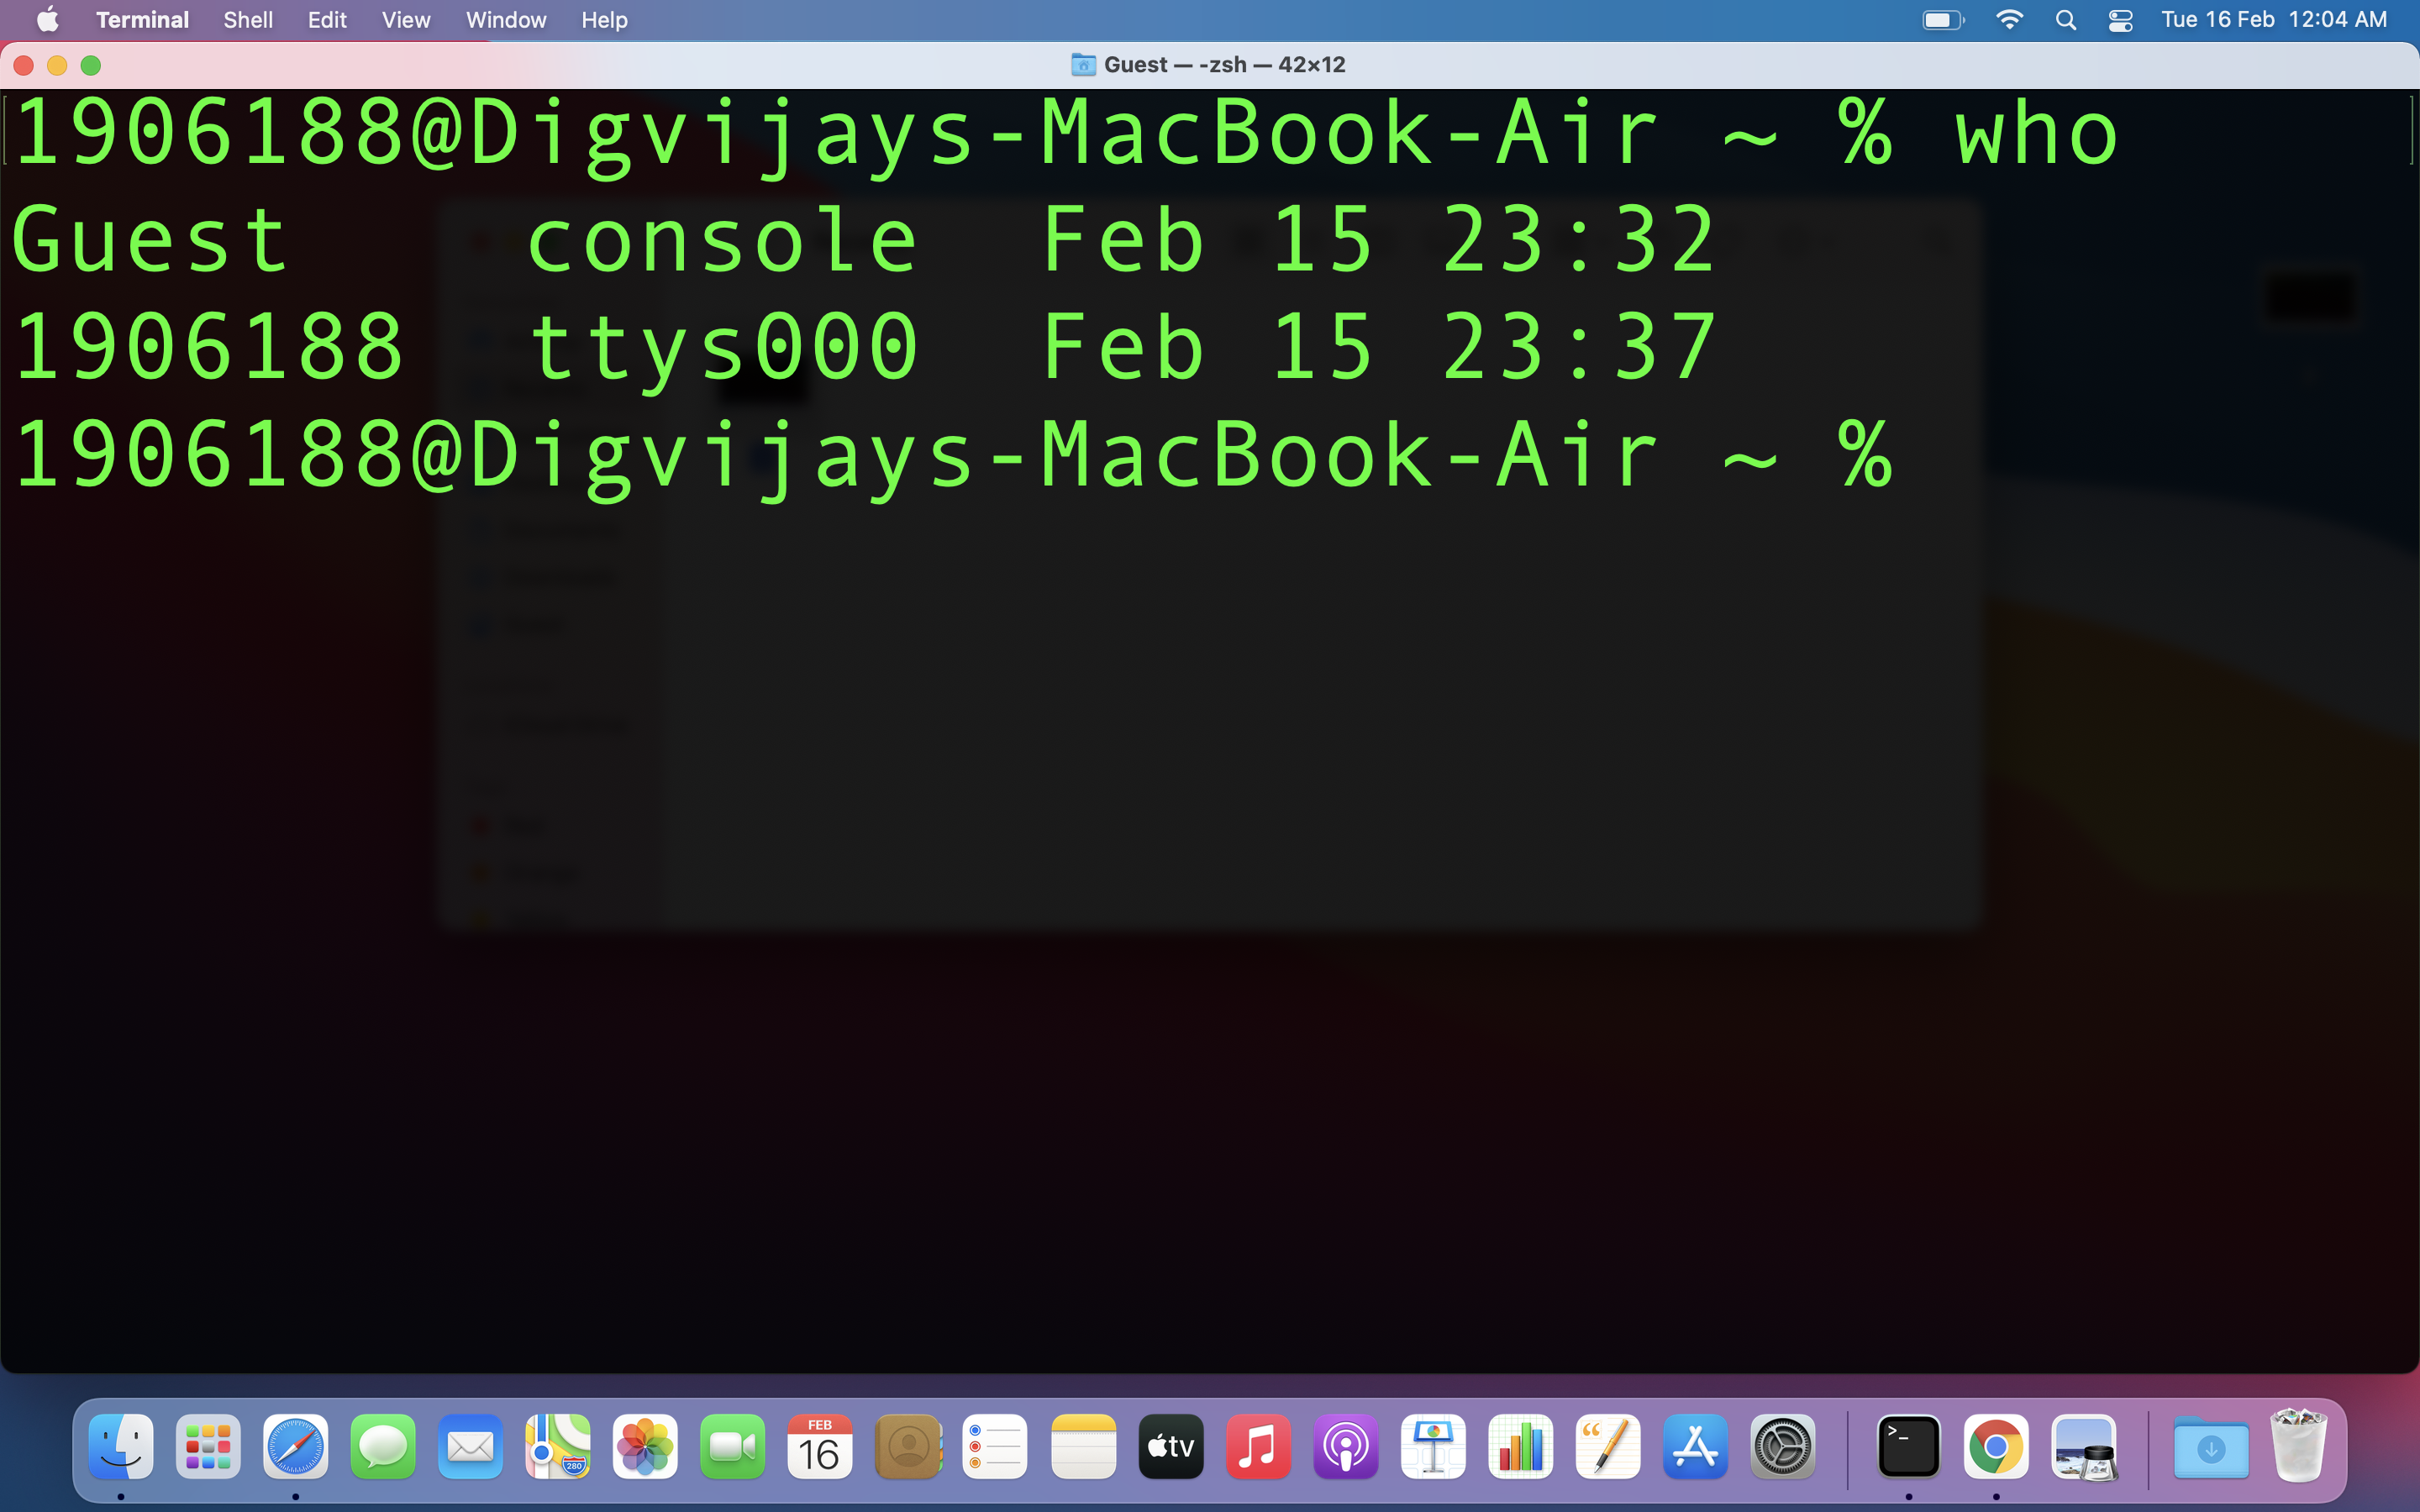 Terminal Shell Edit View Window Help Tue 16 Feb 12:04 AM
Guest — -zsh — 42×12
1906188@Digvijays-MacBook-Air ~ % who
Guest    console  Feb 15 23:32
1906188  ttys000  Feb 15 23:37
1906188@Digvijays-MacBook-Air ~ %
280
FEB
16
tv
>_